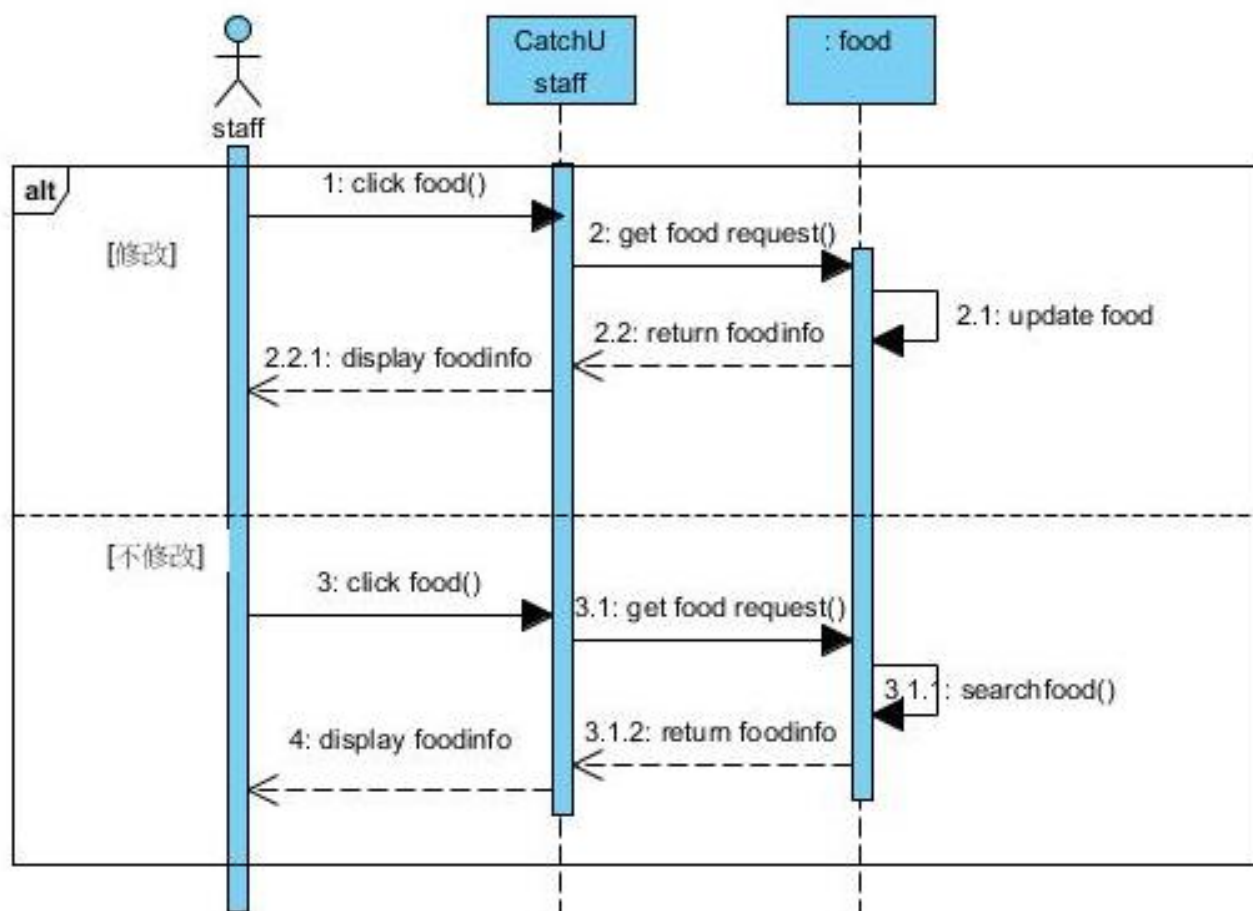 CatchU
staff
: food
staff
alt
1: click food()
[修改]
2: get food request()
2.1: update food
2.2: return foodinfo
2.2.1: display foodinfo
[不修改]
3: click food()
3.1: get food request()
3.1.1: searchfood()
3.1.2: return foodinfo
4: display foodinfo